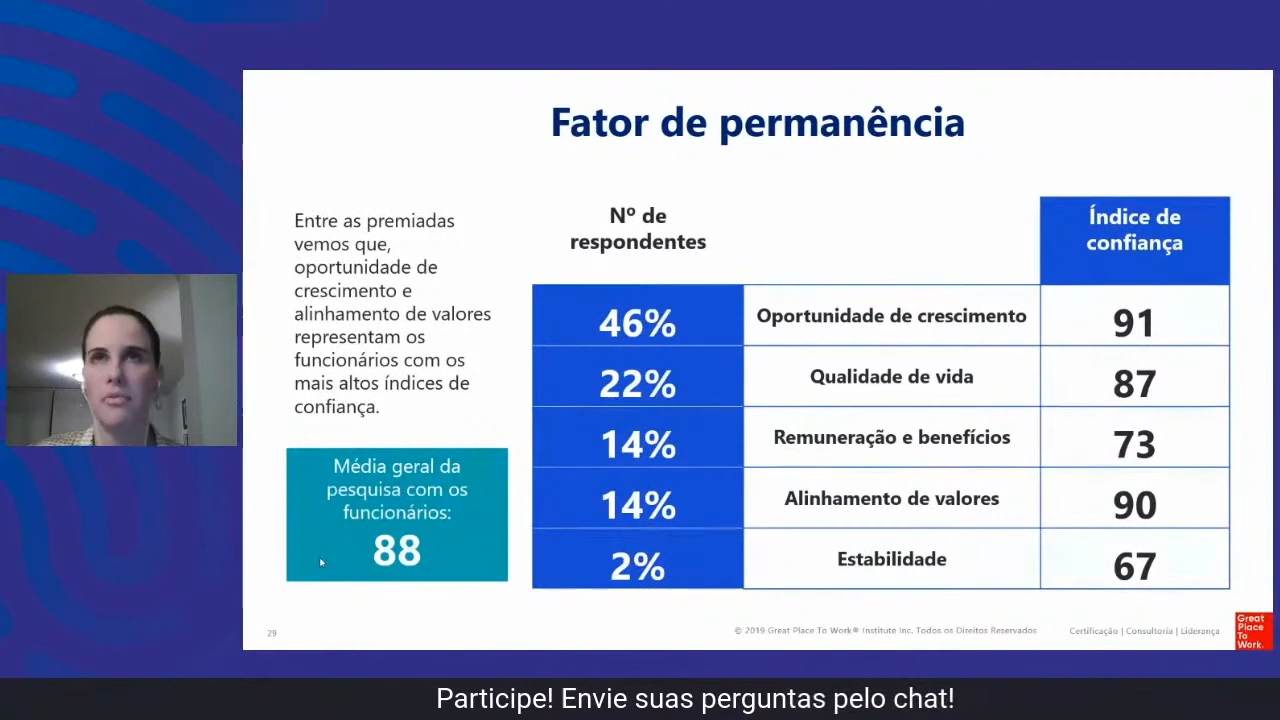 Fator de permanência
Entre as premiadas
vemos que,
oportunidade de
crescimento e
alinhamento de valores
representam os
funcionários com os
mais altos índices de
confiança.
Média geral da
pesquisa com os
funcionários:
88
Nº de
respondentes
Índice de
confiança
46% Oportunidade de crescimento 91
22% Qualidade de vida 87
14% Remuneração e benefícios 73
14% Alinhamento de valores 90
2% Estabilidade 67
29
© 2019 Great Place To Work® Institute Inc. Todos os Direitos Reservados
Certificação | Consultoria | Liderança
Great
Place
To
Work.
Participe! Envie suas perguntas pelo chat!